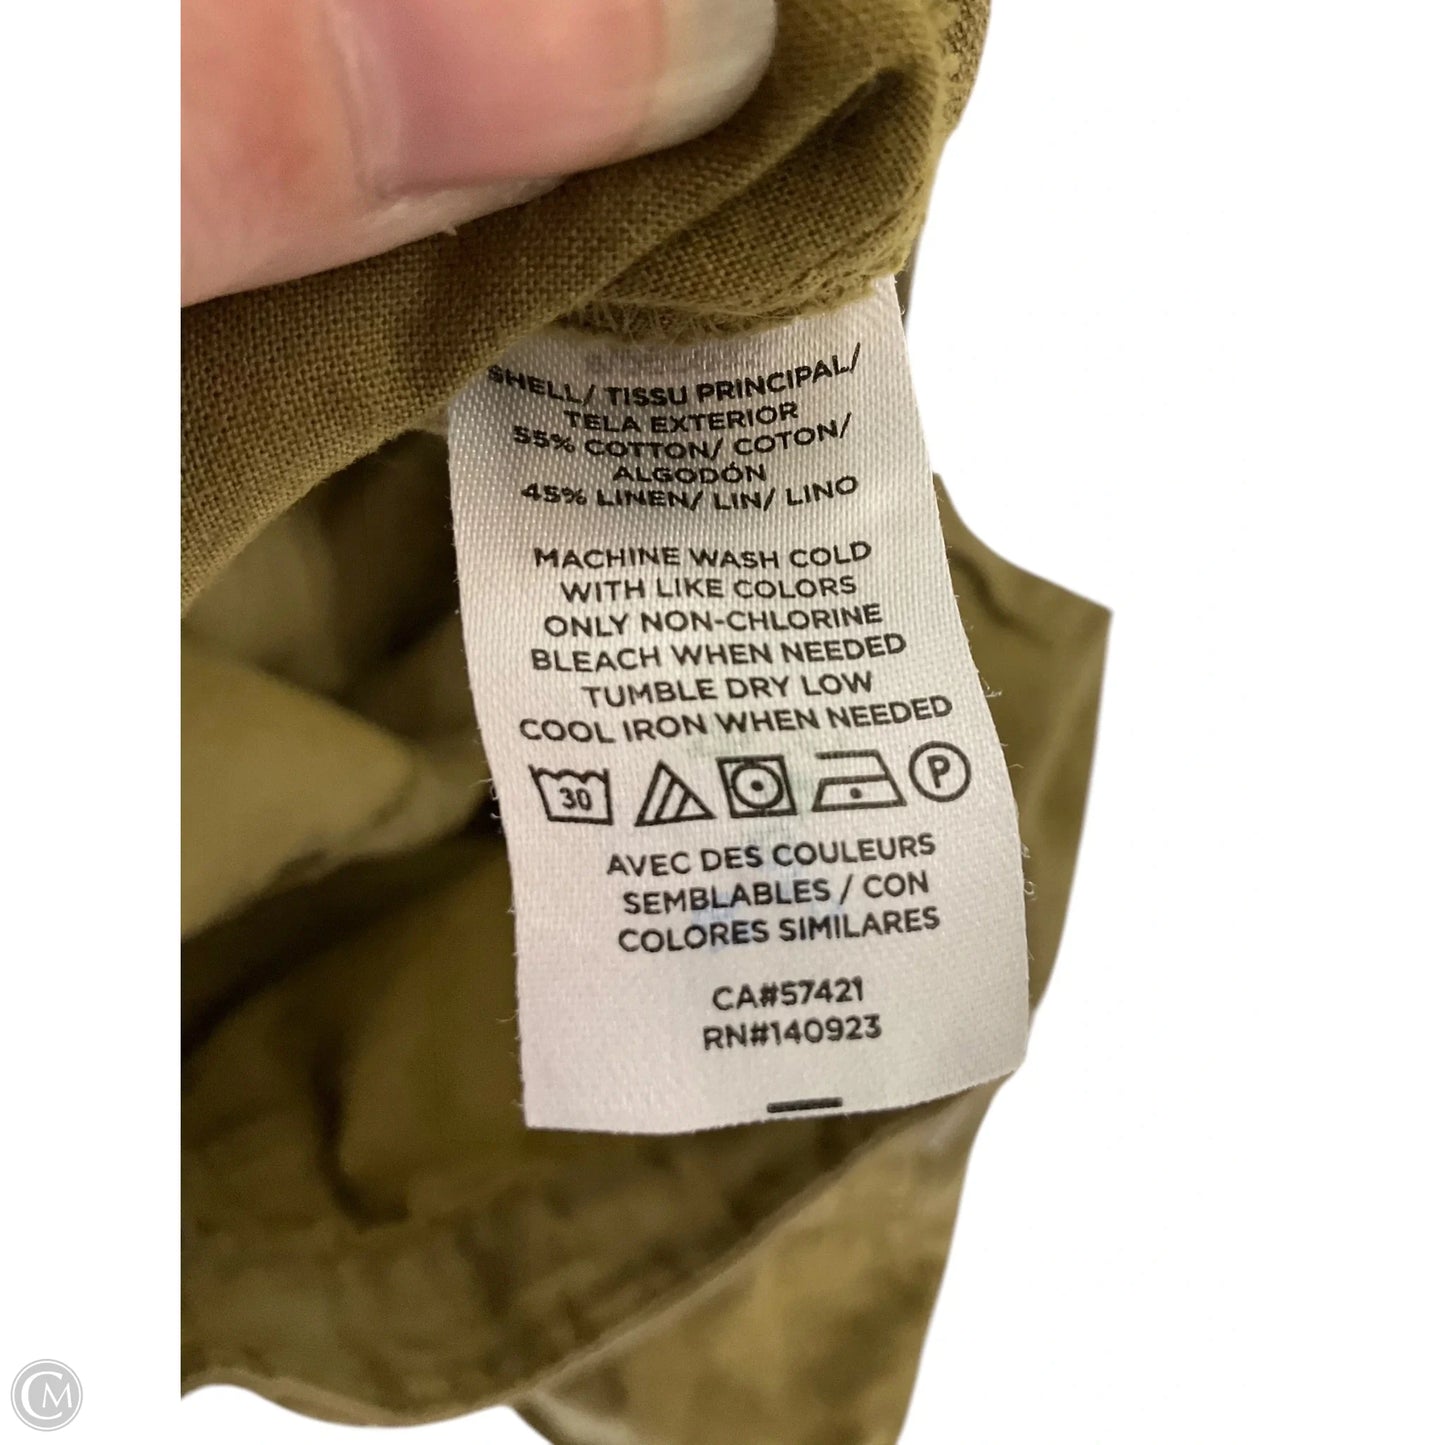 SHELL/ TISSU PRINCIPAL/
TELA EXTERIOR
55% COTTON/ COTON/
ALGODÓN
45% LINEN/ LIN/ LINO
MACHINE WASH COLD
WITH LIKE COLORS
ONLY NON-CHLORINE
BLEACH WHEN NEEDED
TUMBLE DRY LOW
COOL IRON WHEN NEEDED
30 P
AVEC DES COULEURS
SEMBLABLES / CON
COLORES SIMILARES
CA#57421
RN#140923
CM